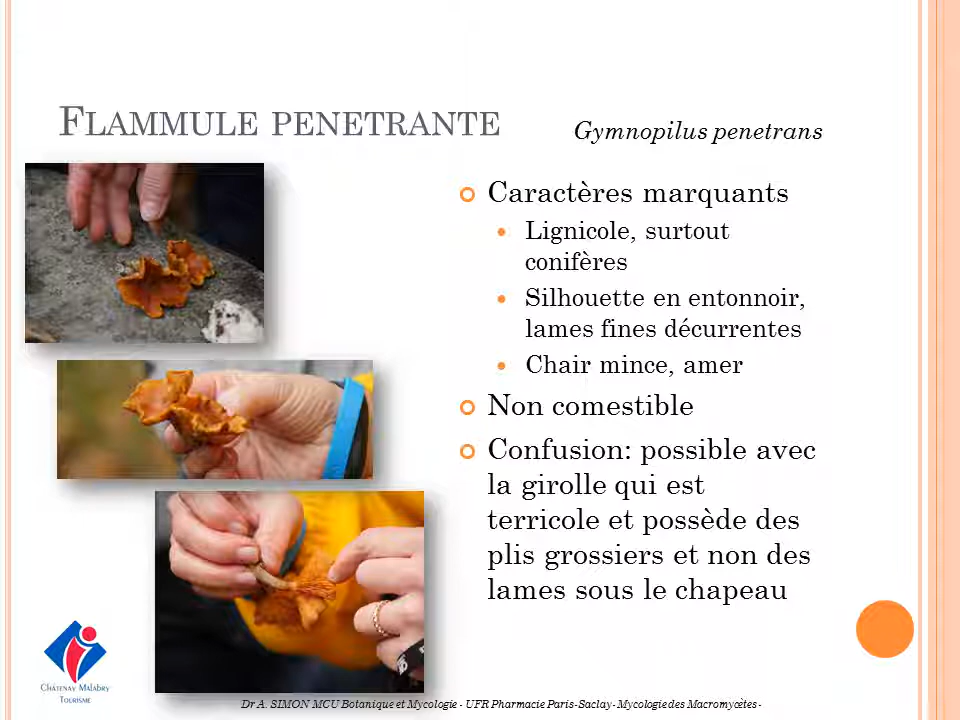 FLAMMULE PENETRANTE
Gymnopilus penetrans
Caractères marquants
Lignicole, surtout
conifères
Silhouette en entonnoir,
lames fines décurrentes
Chair mince, amer
Non comestible
Confusion: possible avec
la girolle qui est
terricole et possède des
plis grossiers et non des
lames sous le chapeau
CHÂTENAY MALABRY
TOURISME
Dr A. SIMON MCU Botanique et Mycologie - UFR Pharmacie Paris-Saclay- Mycologie des Macromycètes -